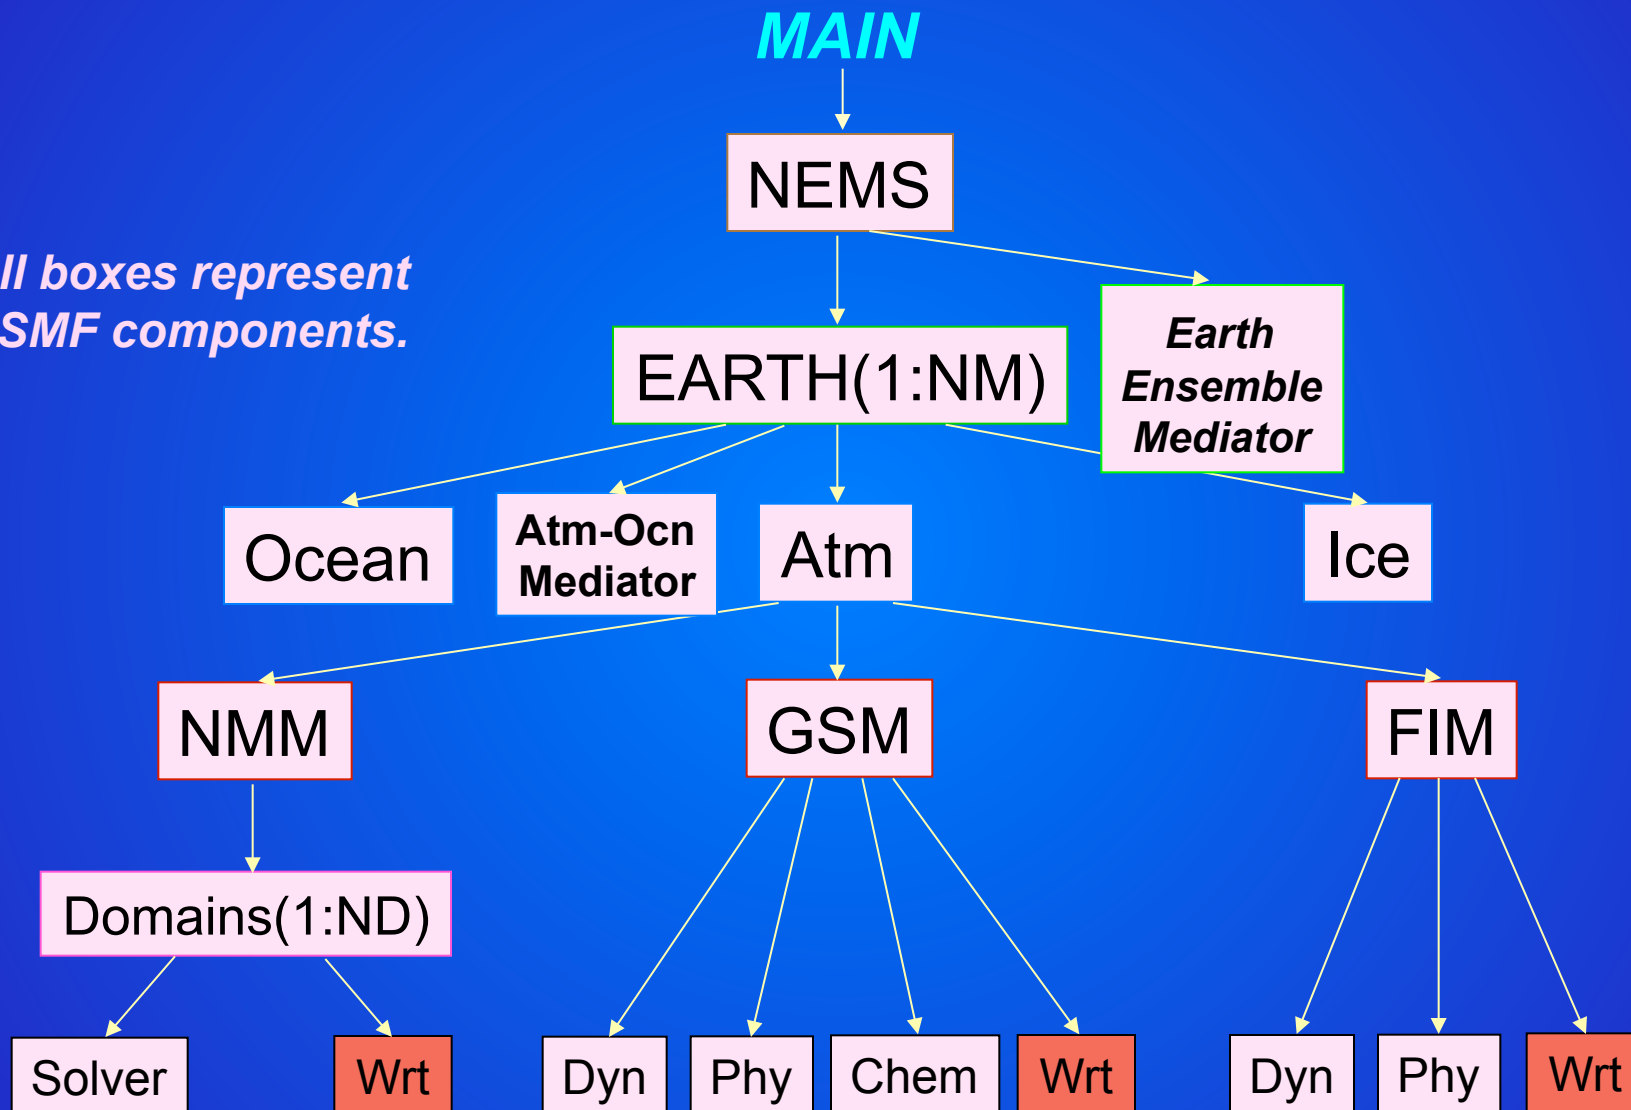 MAIN
NEMS
ll boxes represent
SMF components.
Earth
Ensemble
Mediator
EARTH(1:NM)
Ocean
Atm-Ocn
Mediator
Atm
Ice
NMM
GSM
FIM
Domains(1:ND)
Solver
Wrt
Dyn
Phy
Chem
Wrt
Dyn
Phy
Wrt